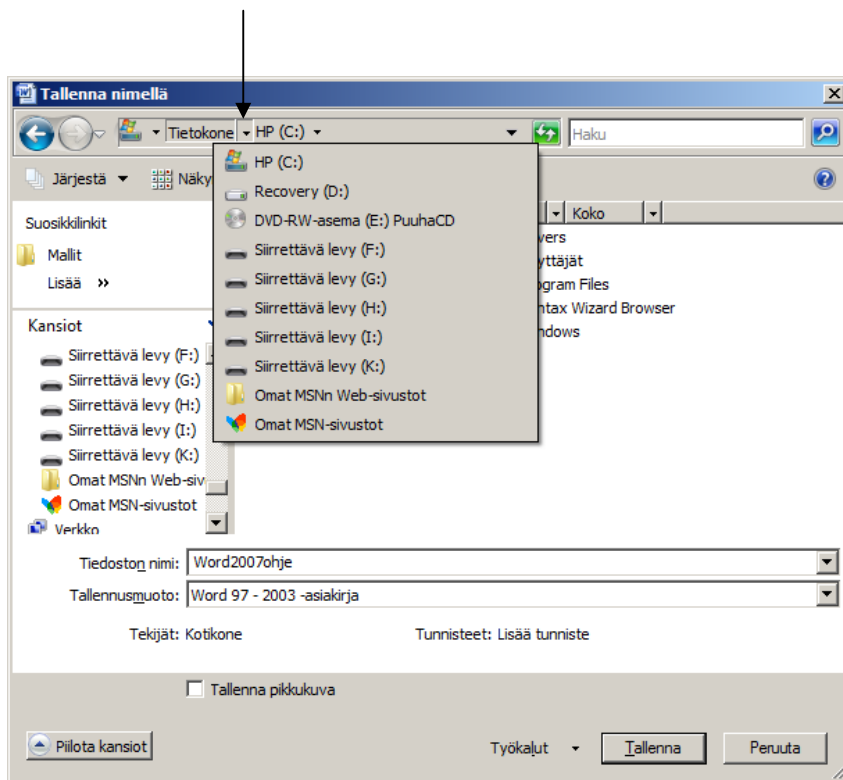 Tallenna nimellä
Tietokone HP (C:)
Haku
Järjestä
Näky
HP (C:)
Recovery (D:)
DVD-RW-asema (E:) PuuhaCD
Siirrettävä levy (F:)
Siirrettävä levy (G:)
Siirrettävä levy (H:)
Siirrettävä levy (I:)
Siirrettävä levy (K:)
Omat MSNn Web-sivustot
Omat MSN-sivustot
Suosikkilinkit
Mallit
Lisää »
Kansiot
Siirrettävä levy (F:)
Siirrettävä levy (G:)
Siirrettävä levy (H:)
Siirrettävä levy (I:)
Siirrettävä levy (K:)
Omat MSNn Web-siv
Omat MSN-sivustot
Verkko
Koko
vers
yttäjät
ogram Files
ntax Wizard Browser
ndows
Tiedoston nimi: Word2007ohje
Tallennusmuoto: Word 97 - 2003 -asiakirja
Tekijät: Kotikone Tunnisteet: Lisää tunniste
Tallenna pikkukuva
Piilota kansiot Työkalut Tallenna Peruuta